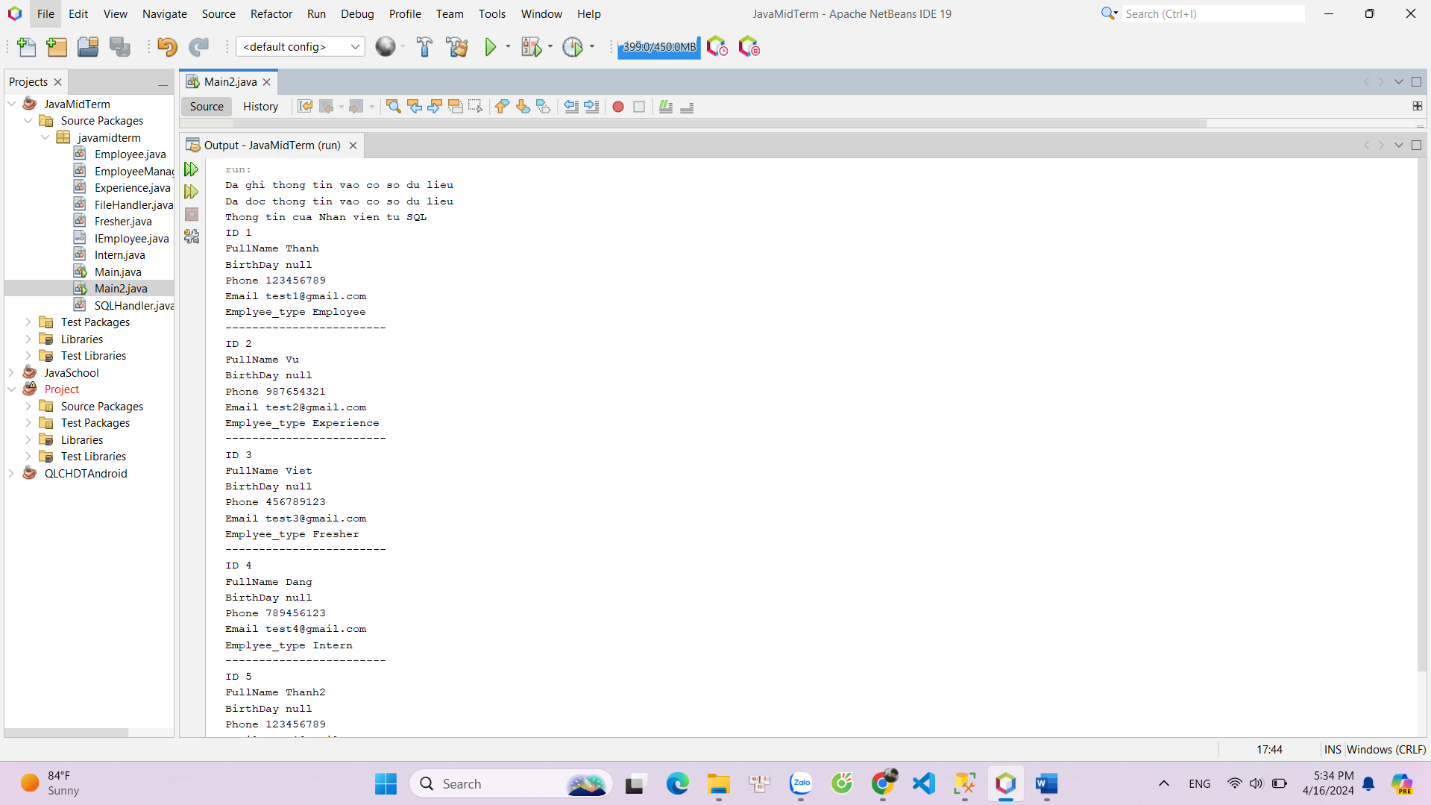 File Edit View Navigate Source Refactor Run Debug Profile Team Tools Window Help
JavaMidTerm - Apache NetBeans IDE 19
Search (Ctrl+I)
<default config>
399.0/450.0MB
Projects
Main2.java
Source History
JavaMidTerm
Source Packages
javamidterm
Employee.java
EmployeeManag
Experience.java
FileHandler.java
Fresher.java
IEmployee.java
Intern.java
Main.java
Main2.java
SQLHandler.java
Test Packages
Libraries
Test Libraries
JavaSchool
Project
Source Packages
Test Packages
Libraries
Test Libraries
QLCHDTAndroid
Output - JavaMidTerm (run)
run:
Da ghi thong tin vao co so du lieu
Da doc thong tin vao co so du lieu
Thong tin cua Nhan vien tu SQL
ID 1
FullName Thanh
BirthDay null
Phone 123456789
Email test1@gmail.com
Emplyee_type Employee
------------------------
ID 2
FullName Vu
BirthDay null
Phone 987654321
Email test2@gmail.com
Emplyee_type Experience
------------------------
ID 3
FullName Viet
BirthDay null
Phone 456789123
Email test3@gmail.com
Emplyee_type Fresher
------------------------
ID 4
FullName Dang
BirthDay null
Phone 789456123
Email test4@gmail.com
Emplyee_type Intern
------------------------
ID 5
FullName Thanh2
BirthDay null
Phone 123456789
17:44 INS Windows (CRLF)
84°F
Sunny
Search
Zalo
ENG
5:34 PM
4/16/2024
PRE